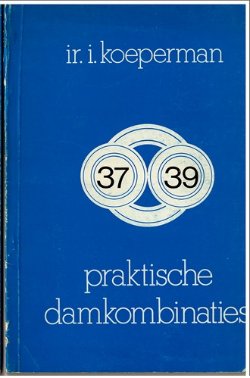 ir. i. koeperman
37 39
praktische
damkombinaties